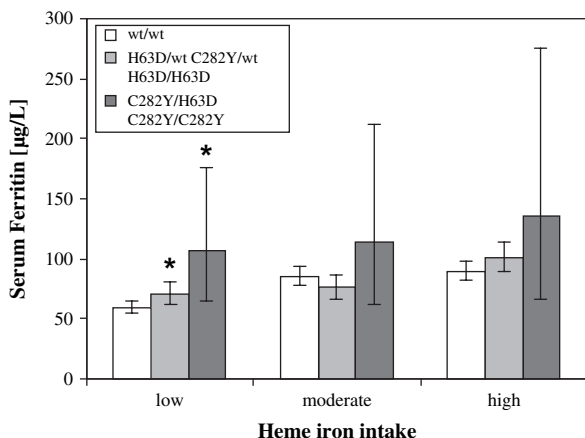 300
250
200
150
100
50
0
Serum Ferritin [µg/L]
wt/wt
H63D/wt C282Y/wt
H63D/H63D
C282Y/H63D
C282Y/C282Y
*
*
low moderate high
Heme iron intake